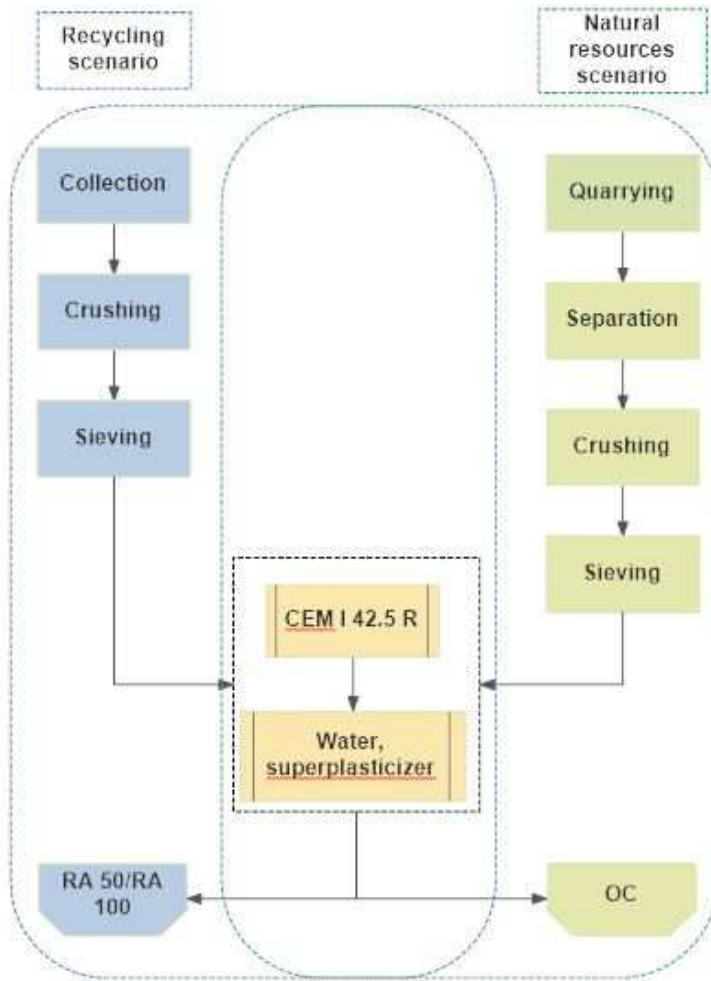 Recycling
scenario
Natural
resources
scenario
Collection
Crushing
Sieving
Quarrying
Separation
Crushing
Sieving
CEM I 42.5 R
Water,
superplasticizer
RA 50/RA
100
OC